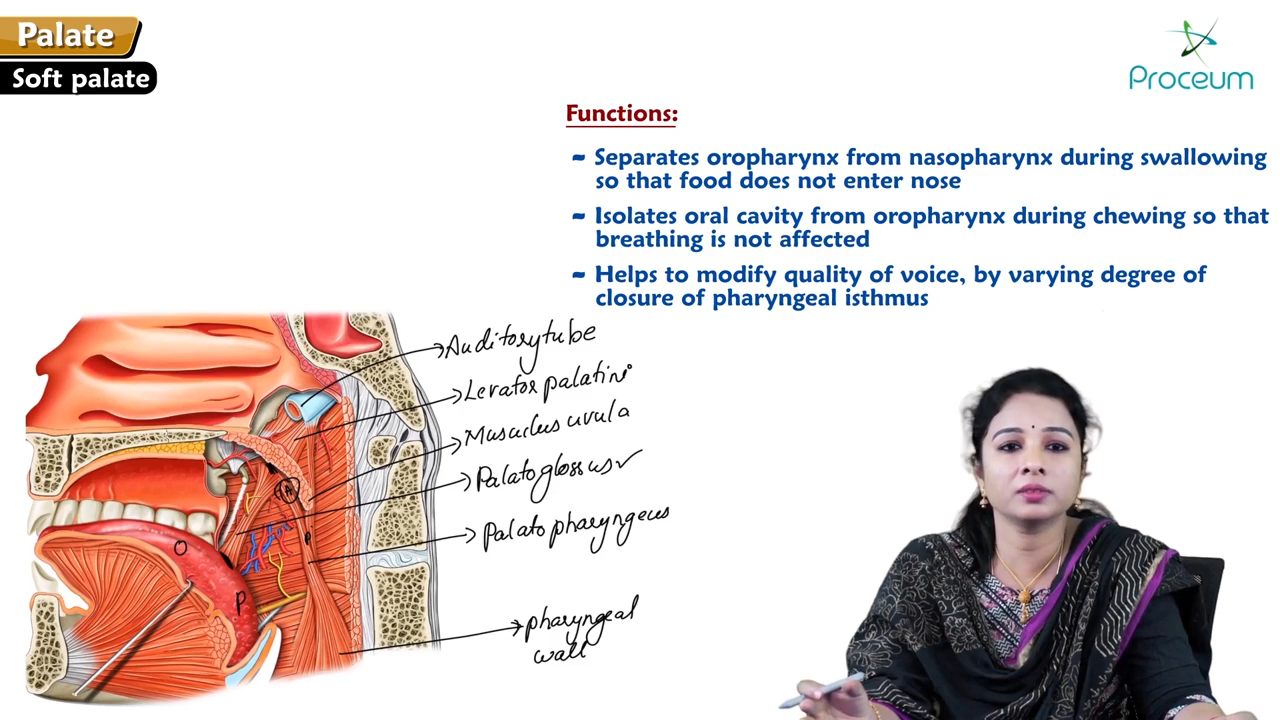 Palate
Soft palate
Proceum
Functions:
~ Separates oropharynx from nasopharynx during swallowing
so that food does not enter nose
~ Isolates oral cavity from oropharynx during chewing so that
breathing is not affected
~ Helps to modify quality of voice, by varying degree of
closure of pharyngeal isthmus
Auditory tube
Levator palatini
Musculus uvula
Palatoglossus ✓
Palatopharyngeus
pharyngeal
wall
A
O
P